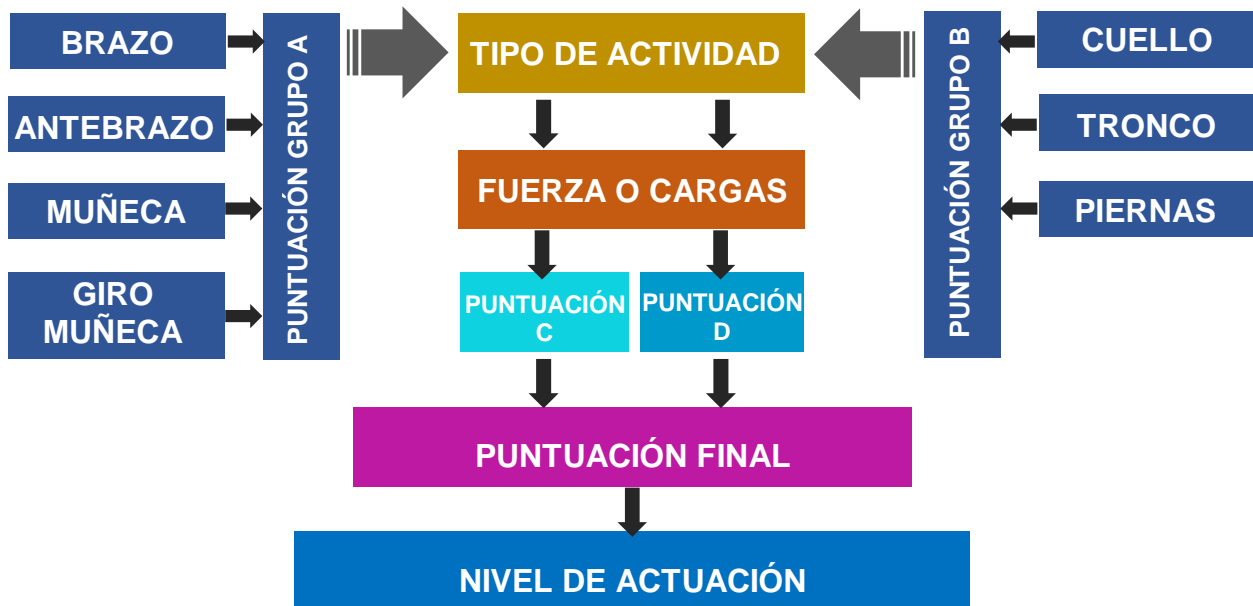 BRAZO
ANTEBRAZO
MUÑECA
GIRO
MUÑECA
PUNTUACIÓN GRUPO A
TIPO DE ACTIVIDAD
FUERZA O CARGAS
PUNTUACIÓN
C
PUNTUACIÓN
D
PUNTUACIÓN FINAL
NIVEL DE ACTUACIÓN
PUNTUACIÓN GRUPO B
CUELLO
TRONCO
PIERNAS